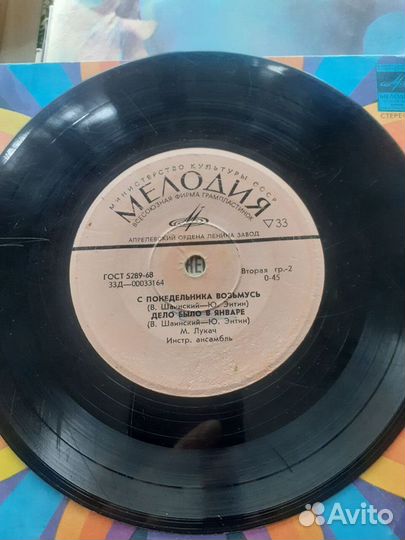 МИНИСТЕРСТВО КУЛЬТУРЫ СССР
МЕЛОДИЯ
ВСЕСОЮЗНАЯ ФИРМА ГРАМПЛАСТИНОК
▽33
АПРЕЛЕВСКИЙ ОРДЕНА ЛЕНИНА ЗАВОД
ГОСТ 5289-68
33Д—00033164
Вторая гр.-2
0-45
С ПОНЕДЕЛЬНИКА ВОЗЬМУСЬ
(В. Шаинский—Ю. Энтин)
ДЕЛО БЫЛО В ЯНВАРЕ
(В. Шаинский—Ю. Энтин)
М. Лукач
Инстр. ансамбль
Avito